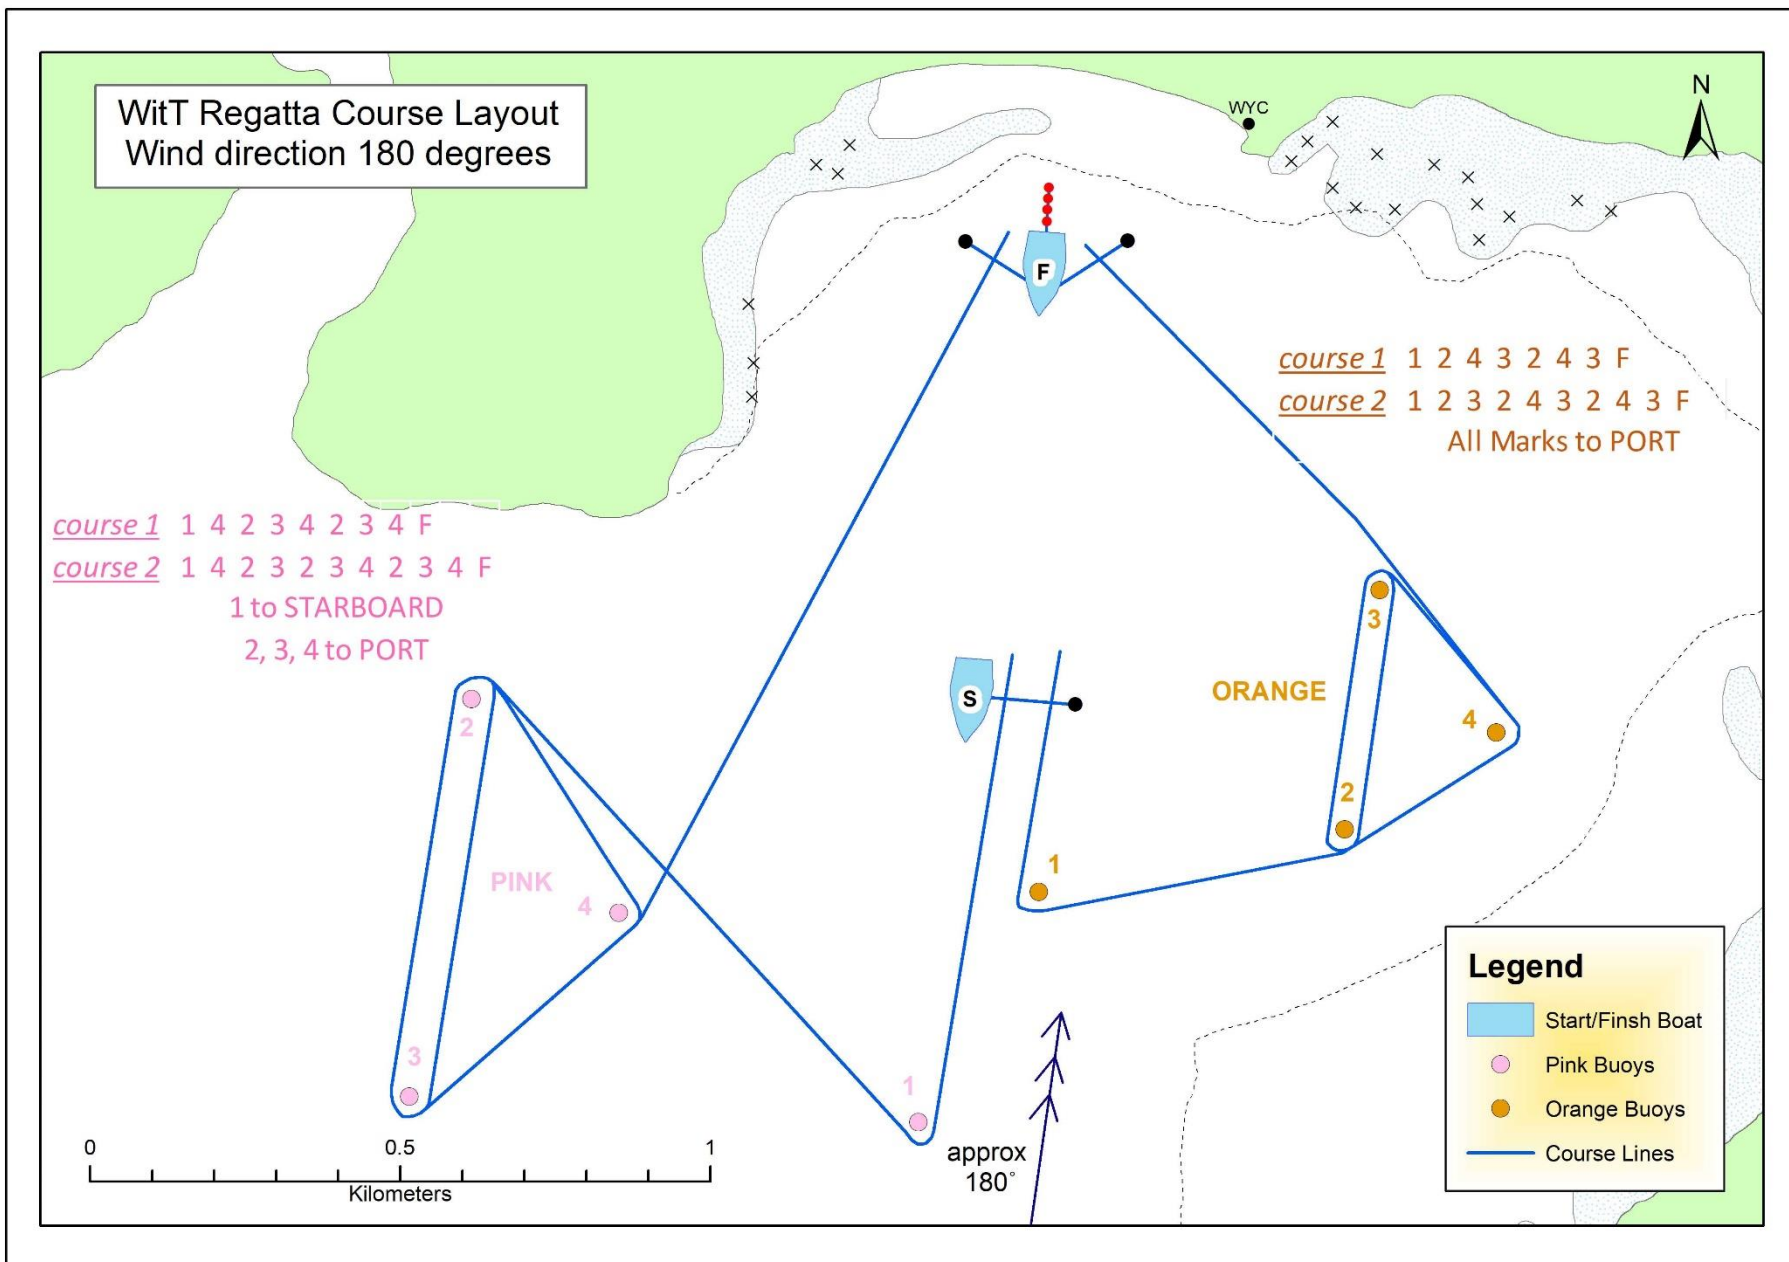 WitT Regatta Course Layout
Wind direction 180 degrees
WYC
N
F
course 1 1 2 4 3 2 4 3 F
course 2 1 2 3 2 4 3 2 4 3 F
All Marks to PORT
course 1 1 4 2 3 4 2 3 4 F
course 2 1 4 2 3 2 3 4 2 3 4 F
1 to STARBOARD
2, 3, 4 to PORT
3
S
ORANGE
4
2
2
1
PINK
4
3
1
approx
180°
0 0.5 1
Kilometers
Legend
Start/Finsh Boat
Pink Buoys
Orange Buoys
Course Lines